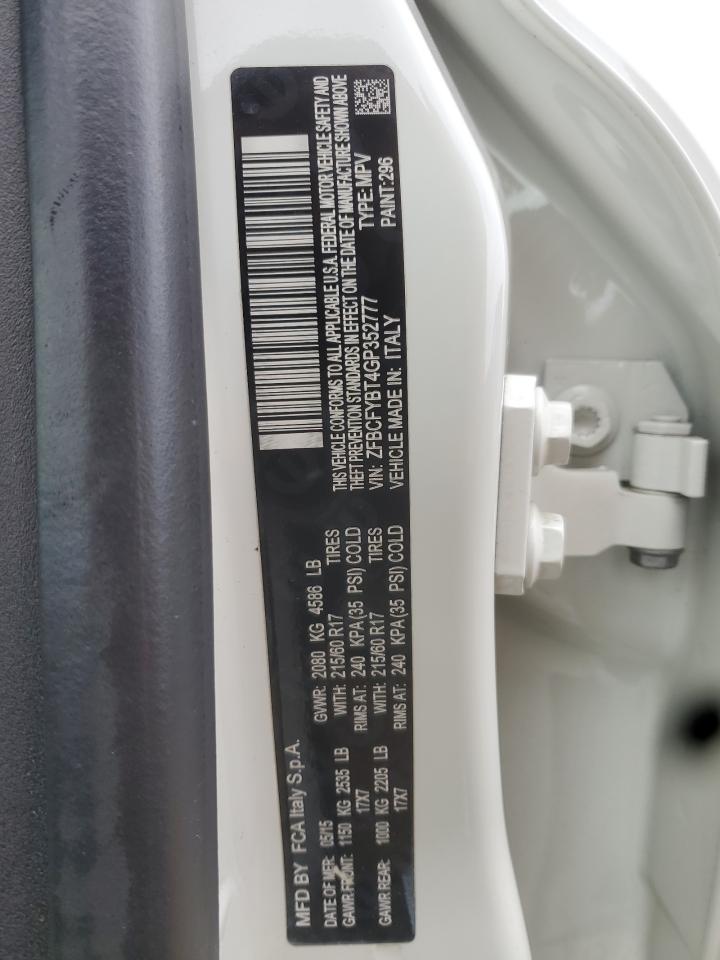 MFD BY FCA Italy S.p.A.
DATE OF MFR: 05/15 GVWR: 2080 KG 4586 LB
GAWR FRONT: 1150 KG 2535 LB WITH: 215/60 R17 TIRES
17X7 RIMS AT: 240 KPA(35 PSI) COLD
GAWR REAR: 1000 KG 2205 LB WITH: 215/60 R17 TIRES
17X7 RIMS AT: 240 KPA(35 PSI) COLD
THIS VEHICLE CONFORMS TO ALL APPLICABLE U.S.A. FEDERAL MOTOR VEHICLE SAFETY AND
THEFT PREVENTION STANDARDS IN EFFECT ON THE DATE OF MANUFACTURE SHOWN ABOVE
VIN: ZFBCFYBT4GP352777 TYPE: MPV
VEHICLE MADE IN: ITALY PAINT: 296